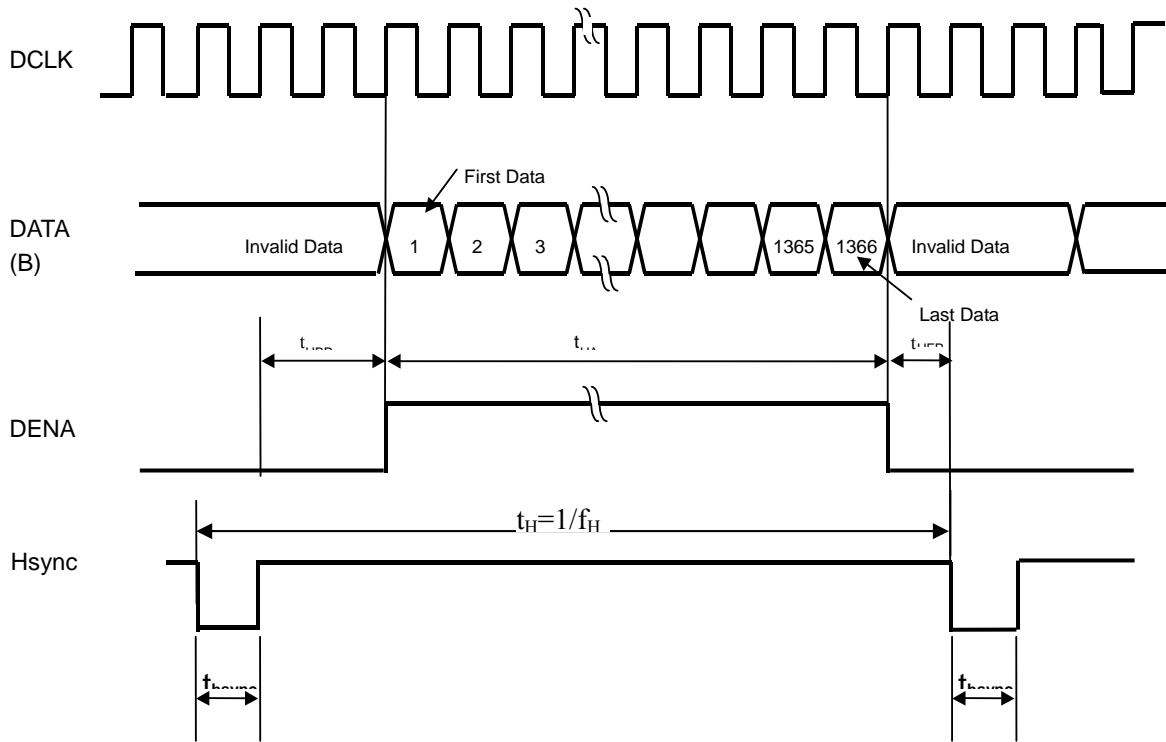 DCLK
First Data
DATA
(B)
Invalid Data
1
2
3
1365
1366
Invalid Data
Last Data
DENA
tH=1/fH
Hsync